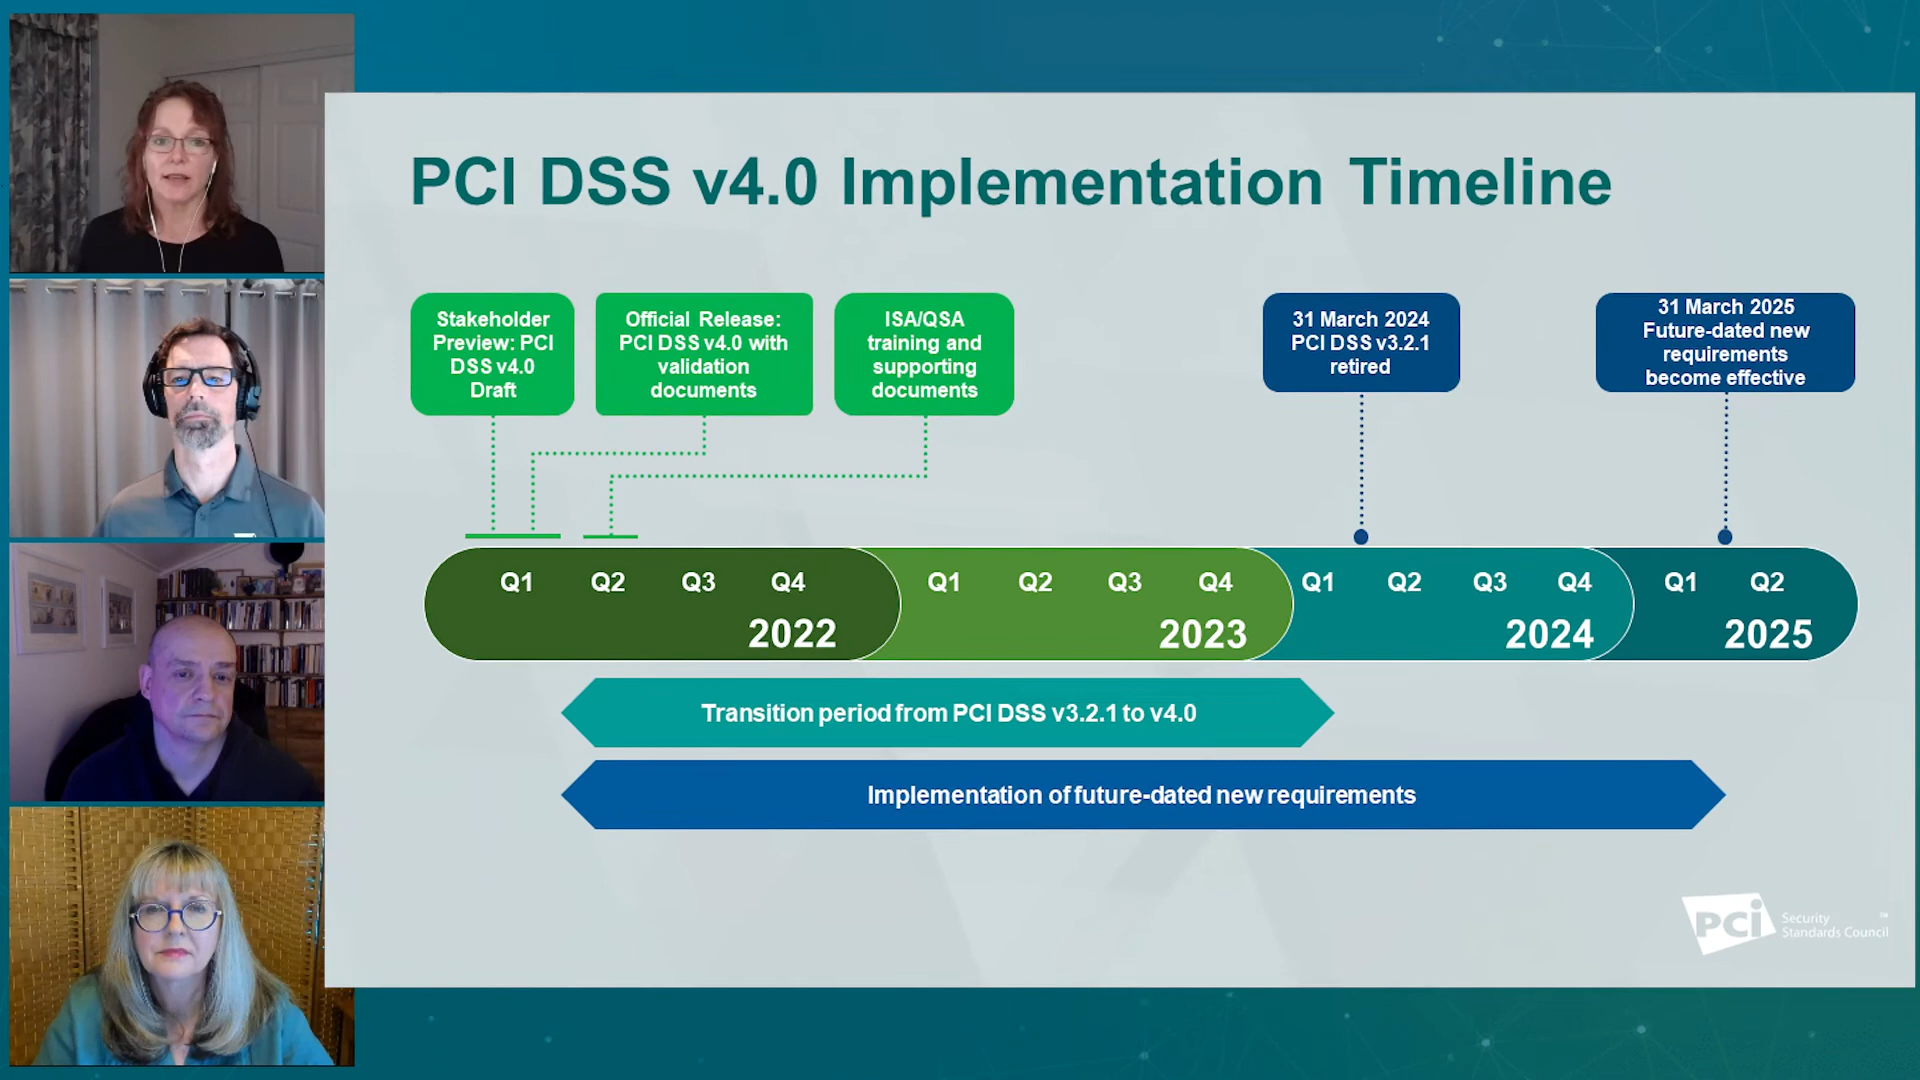 PCI DSS v4.0 Implementation Timeline
Stakeholder
Preview: PCI
DSS v4.0
Draft
Official Release:
PCI DSS v4.0 with
validation
documents
ISA/QSA
training and
supporting
documents
31 March 2024
PCI DSS v3.2.1
retired
31 March 2025
Future-dated new
requirements
become effective
Q1 Q2 Q3 Q4
2022
Q1 Q2 Q3 Q4
2023
Q1 Q2 Q3 Q4
2024
Q1 Q2
2025
Transition period from PCI DSS v3.2.1 to v4.0
Implementation of future-dated new requirements
PCi Security
Standards Council
™